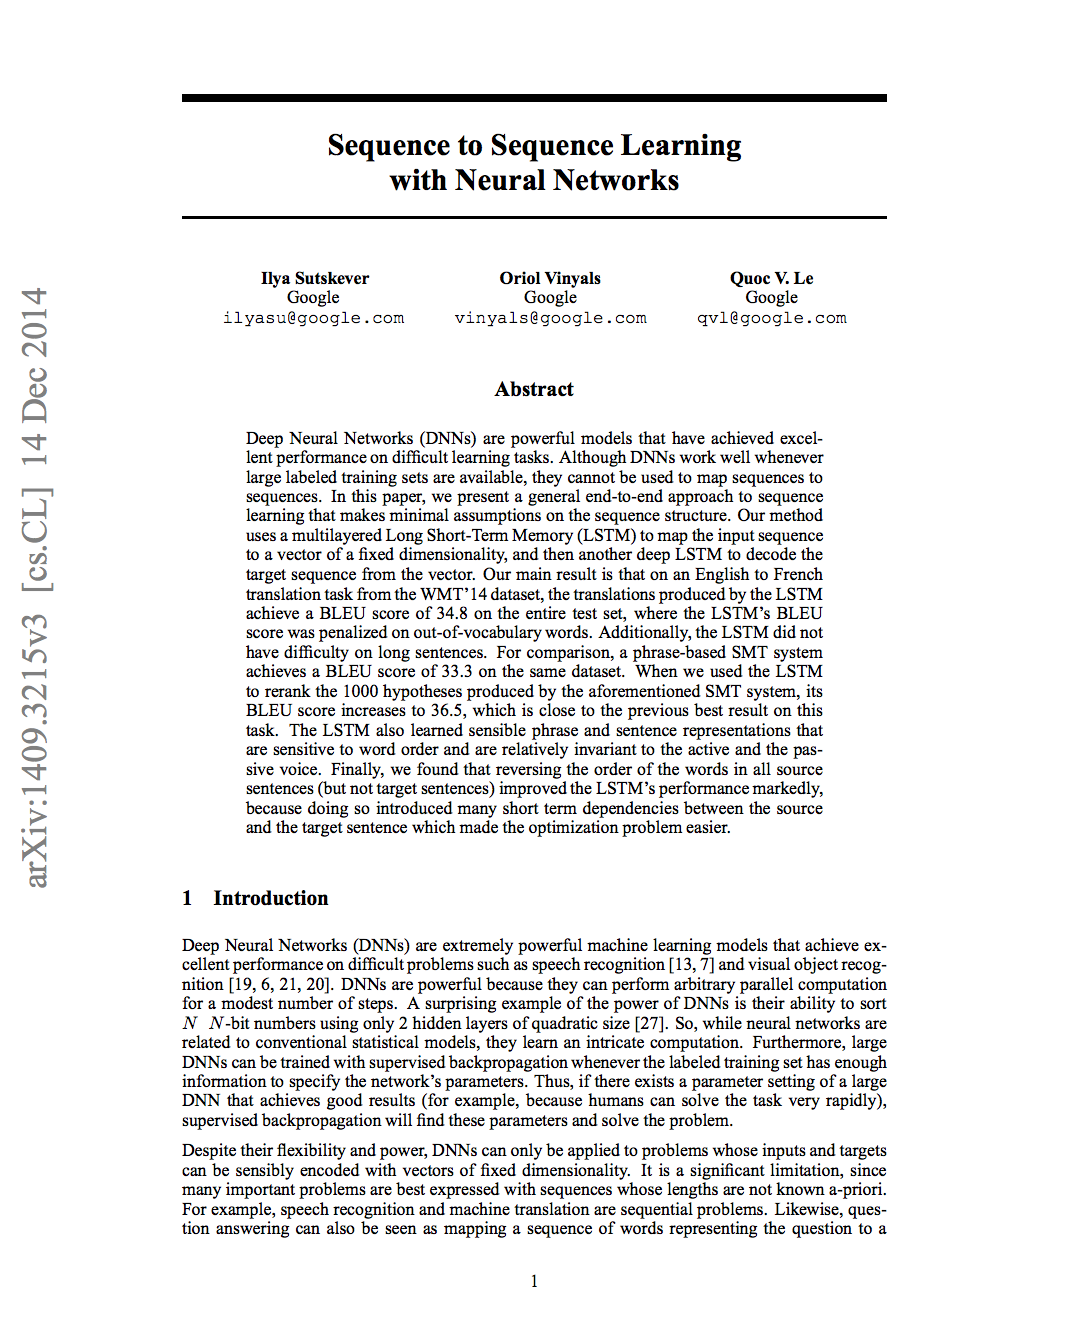 Sequence to Sequence Learning
with Neural Networks
Ilya Sutskever
Google
ilyasu@google.com
Oriol Vinyals
Google
vinyals@google.com
Quoc V. Le
Google
qvl@google.com
Abstract
Deep Neural Networks (DNNs) are powerful models that have achieved excel-
lent performance on difficult learning tasks. Although DNNs work well whenever
large labeled training sets are available, they cannot be used to map sequences to
sequences. In this paper, we present a general end-to-end approach to sequence
learning that makes minimal assumptions on the sequence structure. Our method
uses a multilayered Long Short-Term Memory (LSTM) to map the input sequence
to a vector of a fixed dimensionality, and then another deep LSTM to decode the
target sequence from the vector. Our main result is that on an English to French
translation task from the WMT'14 dataset, the translations produced by the LSTM
achieve a BLEU score of 34.8 on the entire test set, where the LSTM's BLEU
score was penalized on out-of-vocabulary words. Additionally, the LSTM did not
have difficulty on long sentences. For comparison, a phrase-based SMT system
achieves a BLEU score of 33.3 on the same dataset. When we used the LSTM
to rerank the 1000 hypotheses produced by the aforementioned SMT system, its
BLEU score increases to 36.5, which is close to the previous best result on this
task. The LSTM also learned sensible phrase and sentence representations that
are sensitive to word order and are relatively invariant to the active and the pas-
sive voice. Finally, we found that reversing the order of the words in all source
sentences (but not target sentences) improved the LSTM's performance markedly,
because doing so introduced many short term dependencies between the source
and the target sentence which made the optimization problem easier.
1 Introduction
Deep Neural Networks (DNNs) are extremely powerful machine learning models that achieve ex-
cellent performance on difficult problems such as speech recognition [13, 7] and visual object recog-
nition [19, 6, 21, 20]. DNNs are powerful because they can perform arbitrary parallel computation
for a modest number of steps. A surprising example of the power of DNNs is their ability to sort
N N-bit numbers using only 2 hidden layers of quadratic size [27]. So, while neural networks are
related to conventional statistical models, they learn an intricate computation. Furthermore, large
DNNs can be trained with supervised backpropagation whenever the labeled training set has enough
information to specify the network's parameters. Thus, if there exists a parameter setting of a large
DNN that achieves good results (for example, because humans can solve the task very rapidly),
supervised backpropagation will find these parameters and solve the problem.
Despite their flexibility and power, DNNs can only be applied to problems whose inputs and targets
can be sensibly encoded with vectors of fixed dimensionality. It is a significant limitation, since
many important problems are best expressed with sequences whose lengths are not known a-priori.
For example, speech recognition and machine translation are sequential problems. Likewise, ques-
tion answering can also be seen as mapping a sequence of words representing the question to a
1
arXiv:1409.3215v3 [cs.CL] 14 Dec 2014